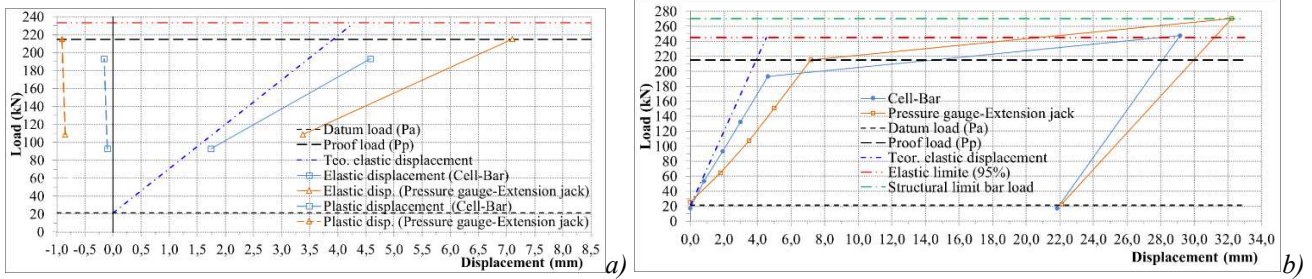 240
220
200
180
160
140
120
100
80
60
40
20
0
Load (kN)
-1,0 -0,5 0,0 0,5 1,0 1,5 2,0 2,5 3,0 3,5 4,0 4,5 5,0 5,5 6,0 6,5 7,0 7,5 8,0 8,5
Displacement (mm)
Datum load (Pa)
Proof load (Pp)
Teo. elastic displacement
Elastic displacement (Cell-Bar)
Elastic disp. (Pressure gauge-Extension jack)
Plastic displacement (Cell-Bar)
Plastic disp. (Pressure gauge-Extension jack)
a)
280
260
240
220
200
180
160
140
120
100
80
60
40
20
0
Load (kN)
0,0 2,0 4,0 6,0 8,0 10,0 12,0 14,0 16,0 18,0 20,0 22,0 24,0 26,0 28,0 30,0 32,0 34,0
Displacement (mm)
Cell-Bar
Pressure gauge-Extension jack
Datum load (Pa)
Proof load (Pp)
Teor. elastic displacement
Elastic limite (95%)
Structural limit bar load
b)